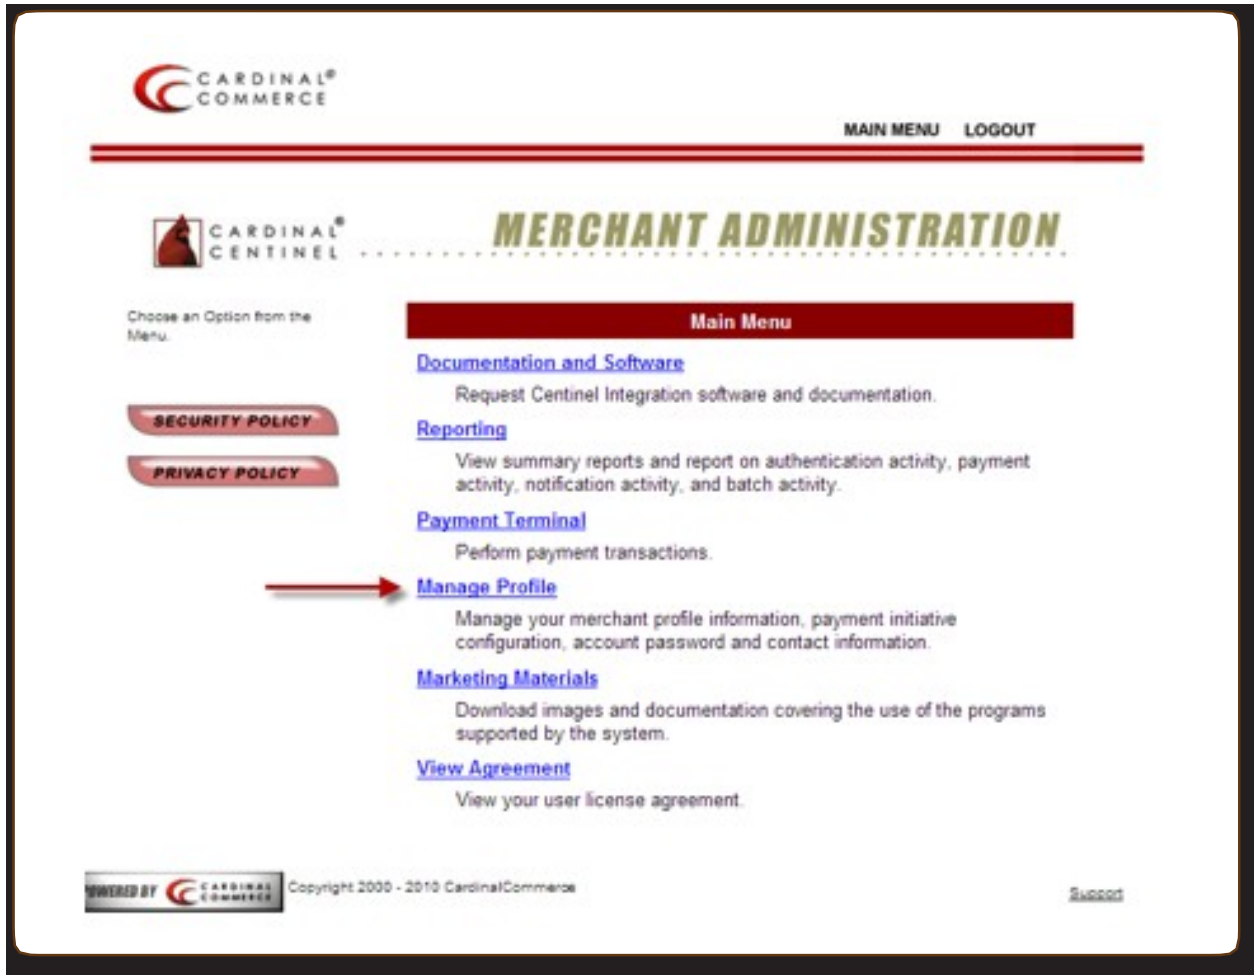 CARDINAL®
COMMERCE
MAIN MENU LOGOUT
CARDINAL®
CENTINEL
MERCHANT ADMINISTRATION
Choose an Option from the
Menu.
SECURITY POLICY
PRIVACY POLICY
Main Menu
Documentation and Software
Request Centinel Integration software and documentation.
Reporting
View summary reports and report on authentication activity, payment
activity, notification activity, and batch activity.
Payment Terminal
Perform payment transactions.
Manage Profile
Manage your merchant profile information, payment initiative
configuration, account password and contact information.
Marketing Materials
Download images and documentation covering the use of the programs
supported by the system.
View Agreement
View your user license agreement.
POWERED BY CARDINAL
COMMERCE
Copyright 2000 - 2010 CardinalCommerce
Support